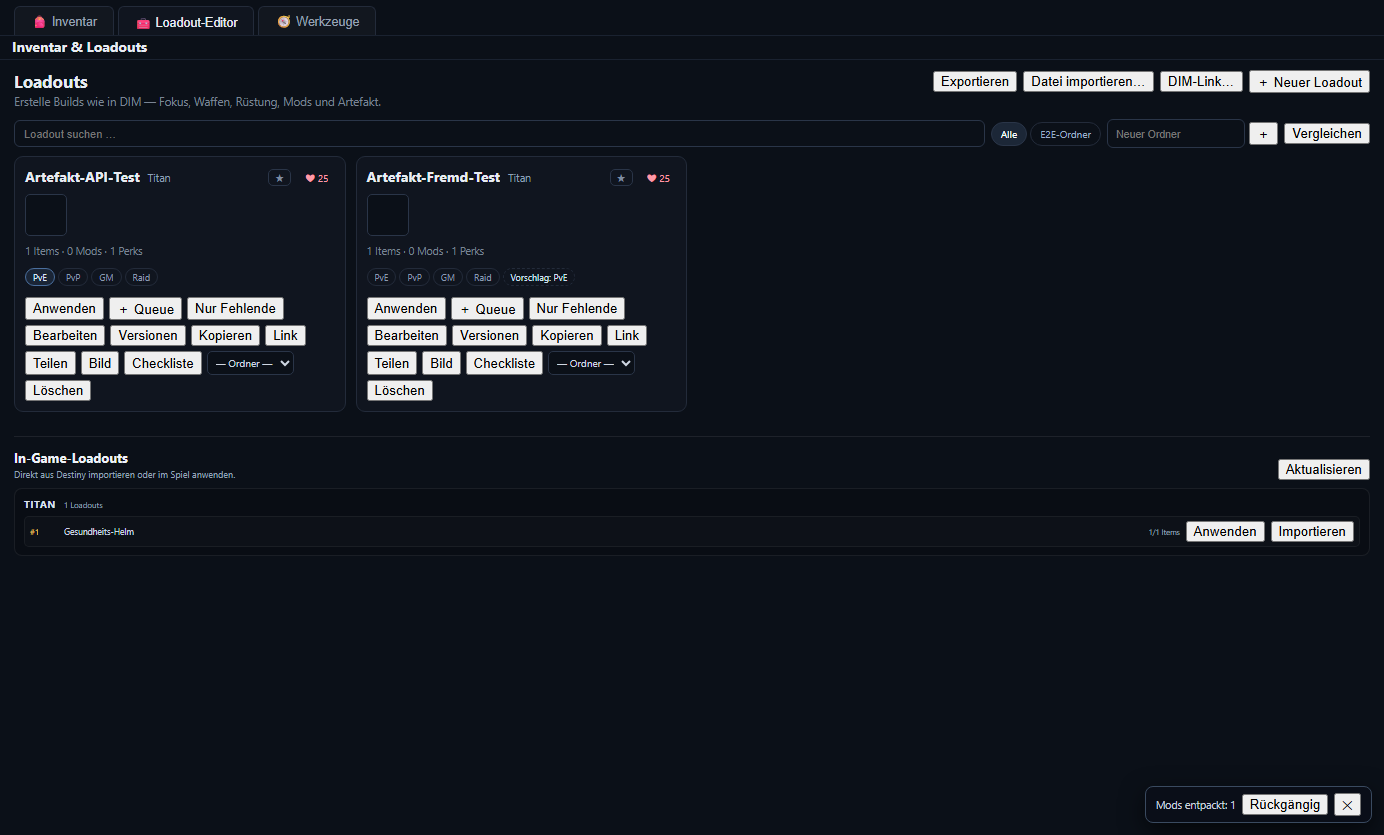 Inventar Loadout-Editor Werkzeuge
Inventar & Loadouts
Loadouts Exportieren Datei importieren… DIM-Link… + Neuer Loadout
Erstelle Builds wie in DIM — Fokus, Waffen, Rüstung, Mods und Artefakt.
Loadout suchen … Alle E2E-Ordner Neuer Ordner + Vergleichen
Artefakt-API-Test Titan ★ 25
1 Items · 0 Mods · 1 Perks
PvE PvP GM Raid
Anwenden + Queue Nur Fehlende
Bearbeiten Versionen Kopieren Link
Teilen Bild Checkliste — Ordner —
Löschen
Artefakt-Fremd-Test Titan ★ 25
1 Items · 0 Mods · 1 Perks
PvE PvP GM Raid Vorschlag: PvE
Anwenden + Queue Nur Fehlende
Bearbeiten Versionen Kopieren Link
Teilen Bild Checkliste — Ordner —
Löschen
In-Game-Loadouts
Direkt aus Destiny importieren oder im Spiel anwenden. Aktualisieren
TITAN 1 Loadouts
#1 Gesundheits-Helm 1/1 Items Anwenden Importieren
Mods entpackt: 1 Rückgängig ✕